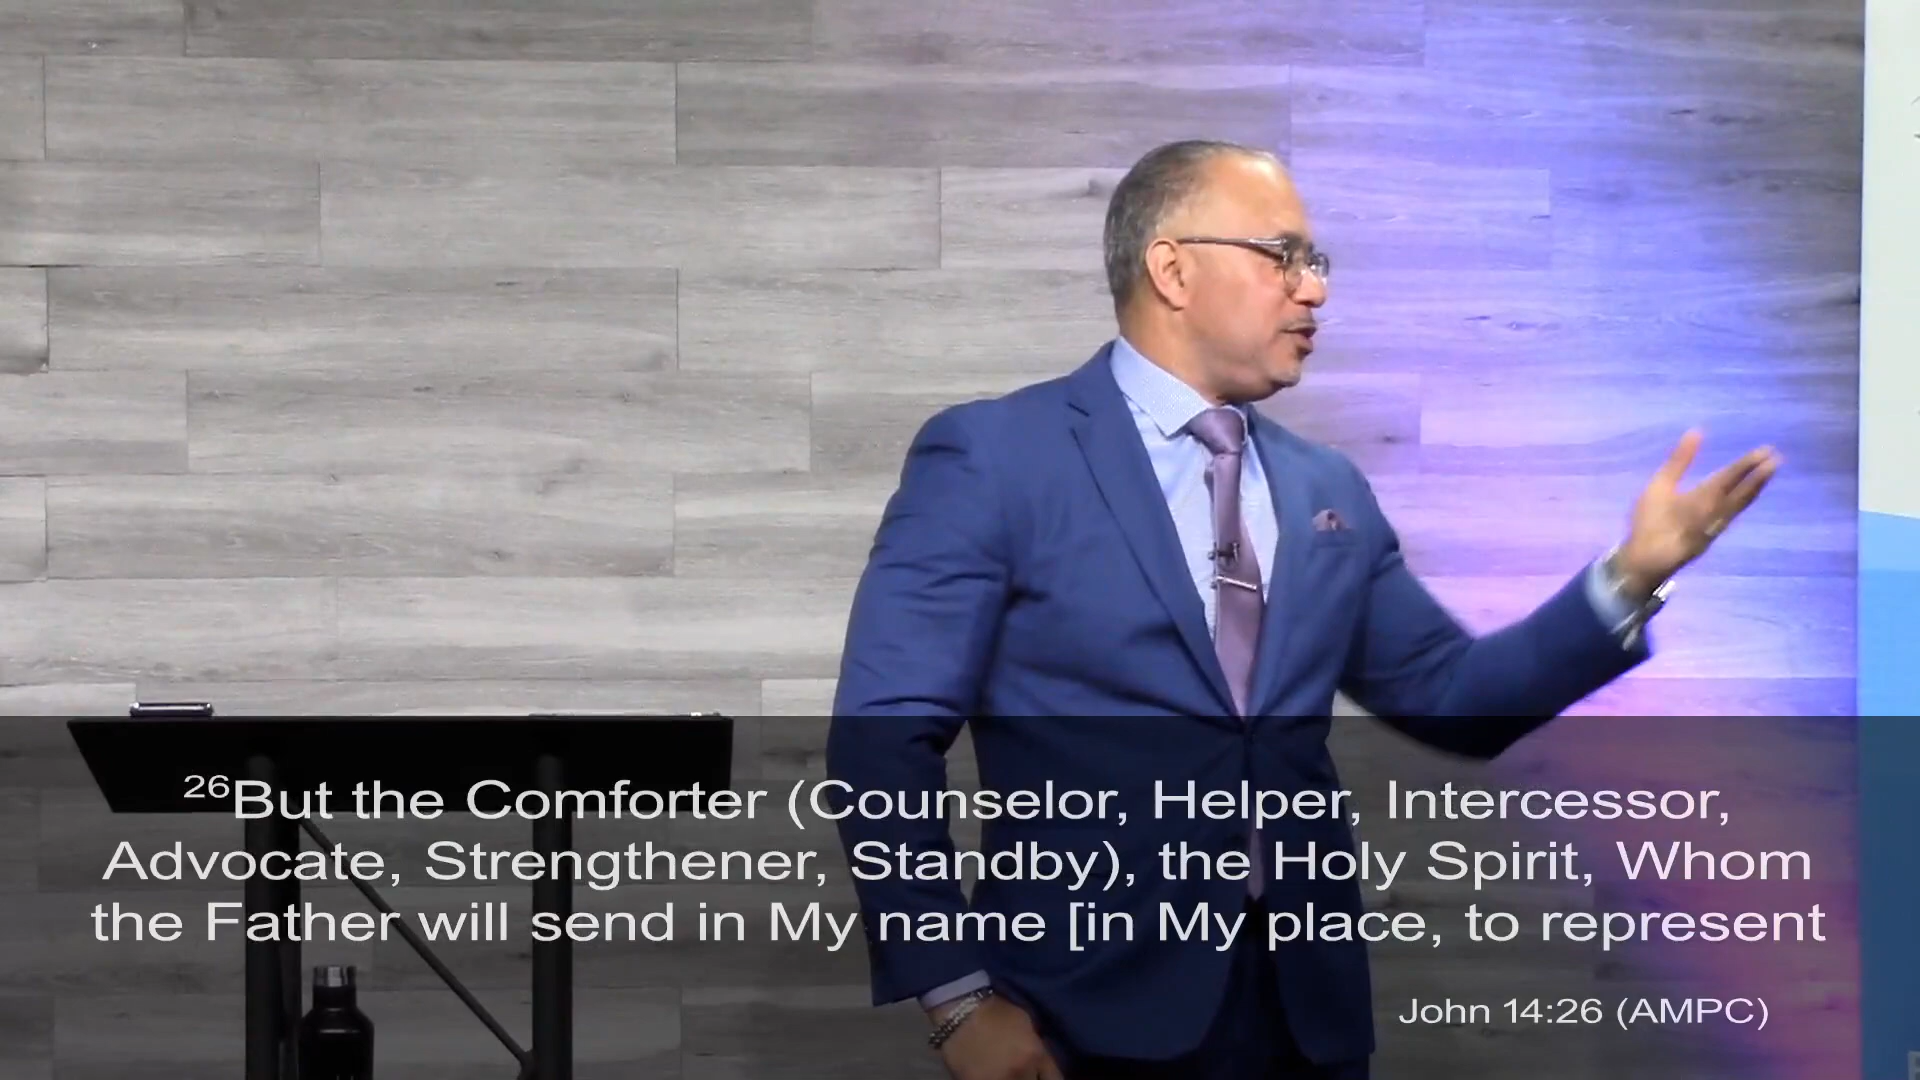 26But the Comforter (Counselor, Helper, Intercessor,
Advocate, Strengthener, Standby), the Holy Spirit, Whom
the Father will send in My name [in My place, to represent
John 14:26 (AMPC)